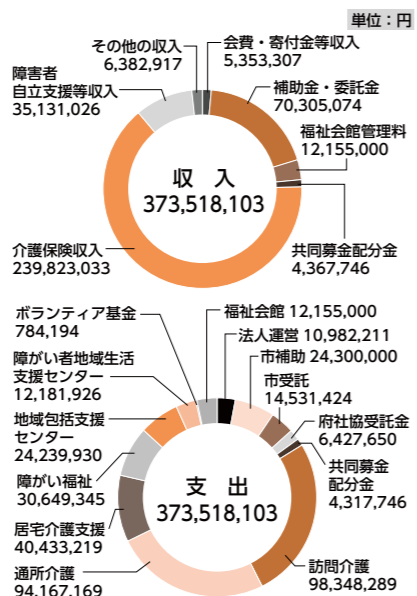 単位：円
その他の収入
6,382,917
会費・寄付金等収入
5,353,307
障害者
自立支援等収入
35,131,026
補助金・委託金
70,305,074
福祉会館管理料
12,155,000
収 入
373,518,103
介護保険収入
239,823,033
共同募金配分金
4,367,746
ボランティア基金
784,194
福祉会館 12,155,000
法人運営 10,982,211
市補助 24,300,000
障がい者地域生活
支援センター
12,181,926
市受託
14,531,424
地域包括支援
センター
24,239,930
府社協受託金
6,427,650
共同募金
配分金
4,317,746
障がい福祉
30,649,345
支 出
373,518,103
居宅介護支援
40,433,219
通所介護
94,167,169
訪問介護
98,348,289